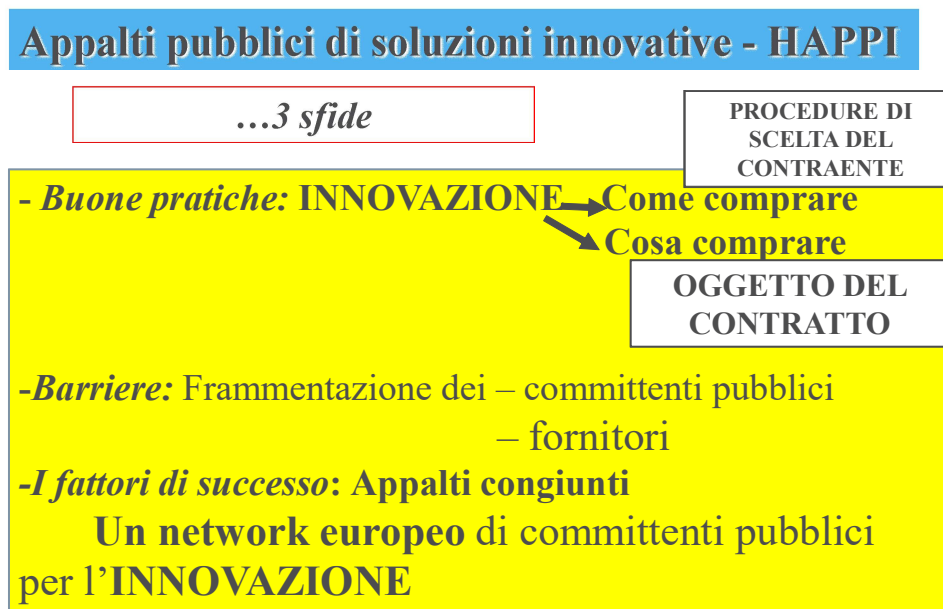 Appalti pubblici di soluzioni innovative - HAPPI
…3 sfide
PROCEDURE DI
SCELTA DEL
CONTRAENTE
- Buone pratiche: INNOVAZIONE Come comprare
Cosa comprare
OGGETTO DEL
CONTRATTO
-Barriere: Frammentazione dei – committenti pubblici
– fornitori
-I fattori di successo: Appalti congiunti
Un network europeo di committenti pubblici
per l’INNOVAZIONE